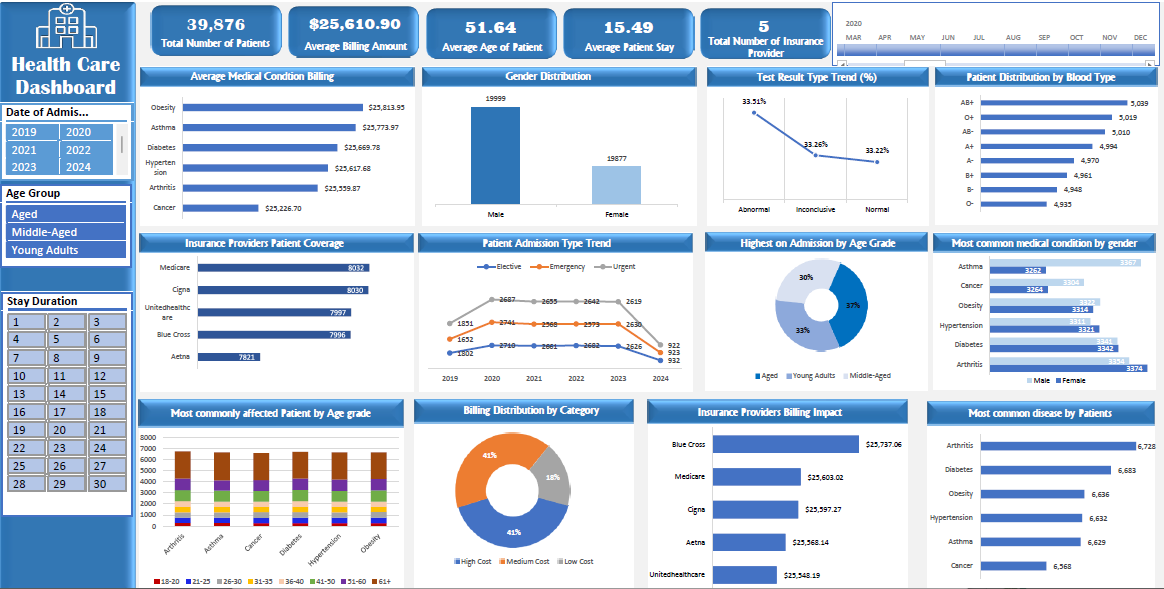 Health Care
Dashboard
39,876
Total Number of Patients
$25,610.90
Average Billing Amount
51.64
Average Age of Patient
15.49
Average Patient Stay
5
Total Number of Insurance
Provider
2020
MAR APR MAY JUN JUL AUG SEP OCT NOV DEC
Date of Admis...
2019 2020
2021 2022
2023 2024
Age Group
Aged
Middle-Aged
Young Adults
Stay Duration
1 2 3
4 5 6
7 8 9
10 11 12
13 14 15
16 17 18
19 20 21
22 23 24
25 26 27
28 29 30
Average Medical Condtion Billing
Obesity $25,813.95
Asthma $25,773.97
Diabetes $25,669.78
Hyperten
sion $25,617.68
Arthritis $25,559.87
Cancer $25,226.70
Gender Distribution
19999
19877
Male Female
Test Result Type Trend (%)
33.51%
33.26%
33.22%
Abnormal Inconclusive Normal
Patient Distribution by Blood Type
AB+ 5,039
O+ 5,019
AB- 5,010
A+ 4,994
A- 4,970
B+ 4,961
B- 4,948
O- 4,935
Insurance Providers Patient Coverage
Medicare 8032
Cigna 8030
Unitedhealthc
are 7997
Blue Cross 7996
Aetna 7821
Patient Admission Type Trend
Elective Emergency Urgent
2687 2655 2642 2619
1851 2741 2568 2573 2630
1652 2710 2661 2682 2626 922
1802 923
932
2019 2020 2021 2022 2023 2024
Highest on Admission by Age Grade
30%
37%
33%
Aged Young Adults Middle-Aged
Most common medical condition by gender
Asthma 3367
3262
Cancer 3304
3264
Obesity 3322
3314
Hypertension
3321
Diabetes 3341
3342
Arthritis 3354
3374
Male Female
Most commonly affected Patient by Age grade
8000
7000
6000
5000
4000
3000
2000
1000
0
Arthritis Asthma Cancer Diabetes Hypertension Obesity
18-20 21-25 26-30 31-35 36-40 41-50 51-60 61+
Billing Distribution by Category
41%
18%
41%
High Cost Medium Cost Low Cost
Insurance Providers Billing Impact
Blue Cross $25,737.06
Medicare $25,603.02
Cigna $25,597.27
Aetna $25,568.14
Unitedhealthcare $25,548.19
Most common disease by Patients
Arthritis 6,728
Diabetes 6,683
Obesity 6,636
Hypertension 6,632
Asthma 6,629
Cancer 6,568